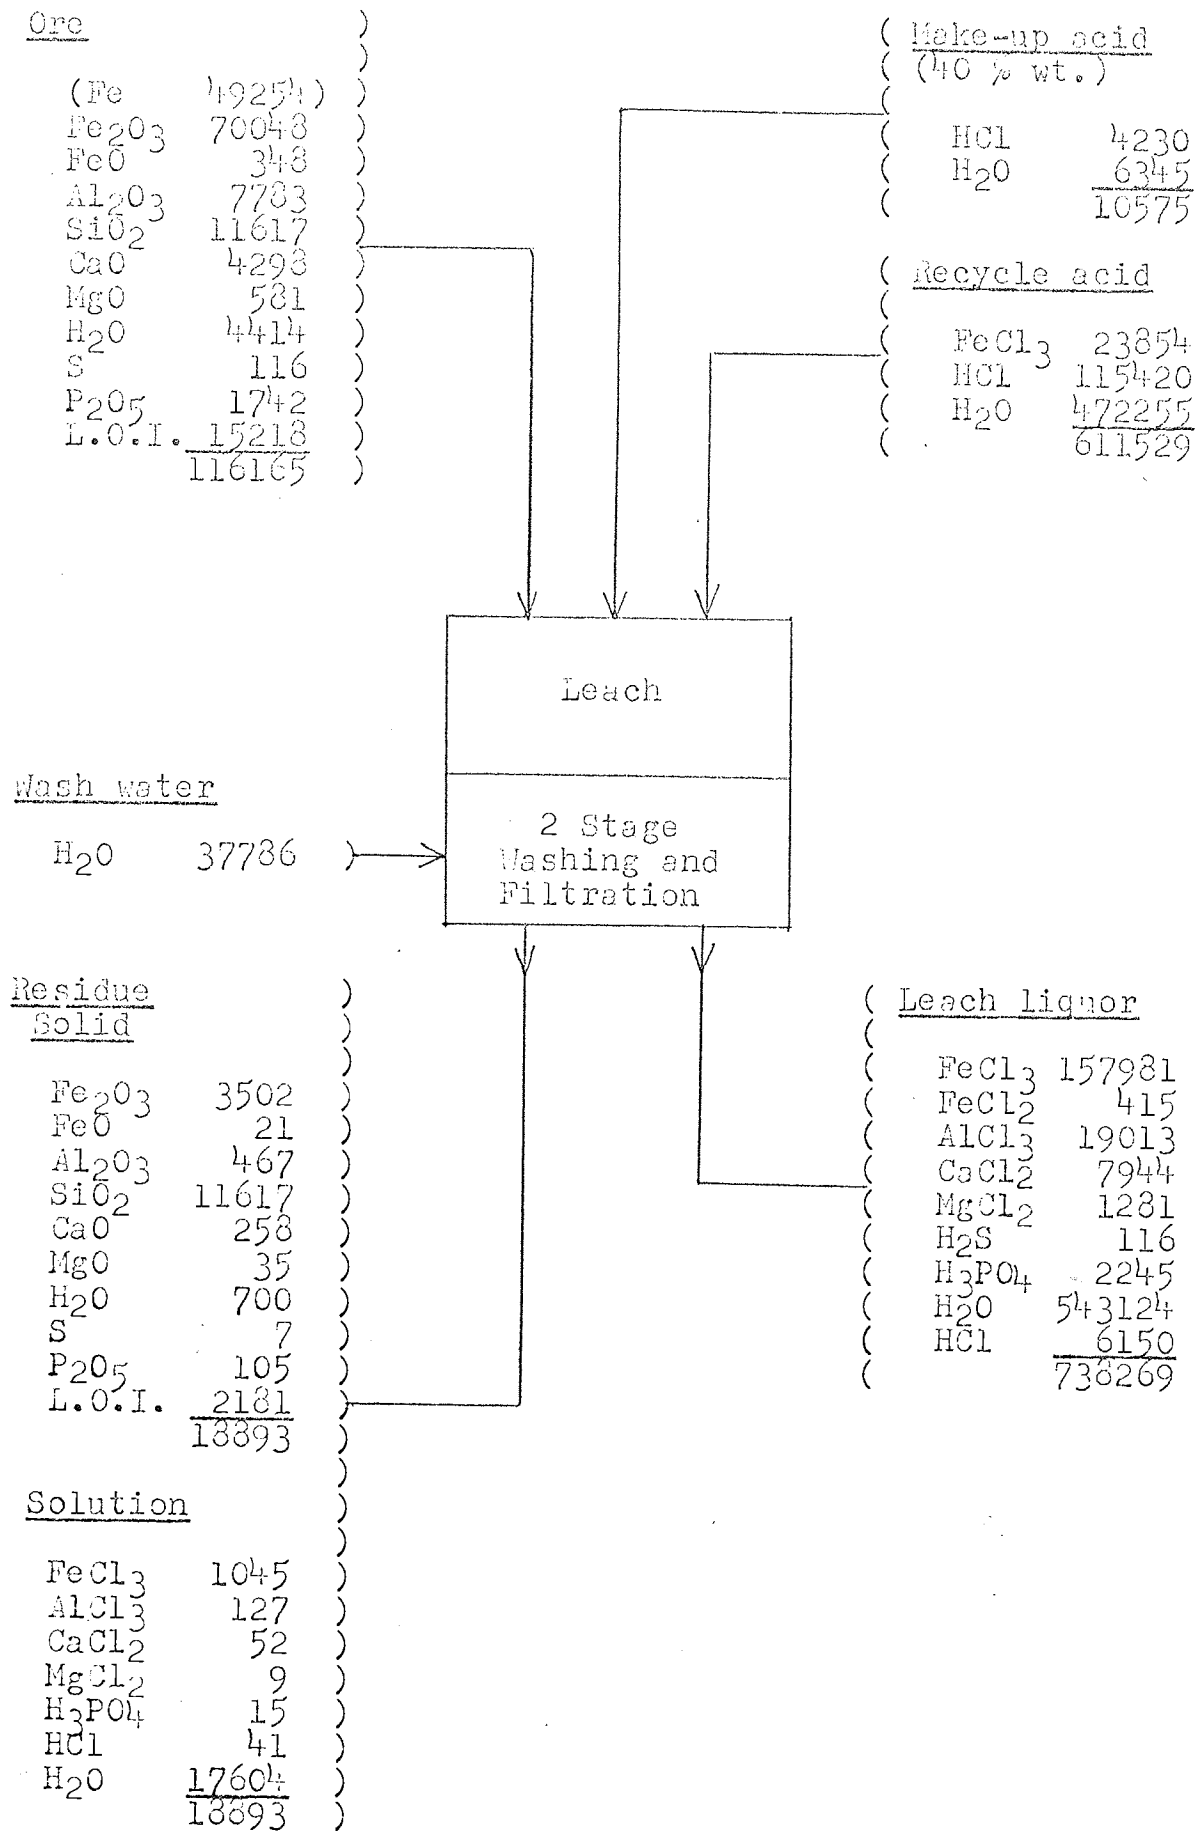 Ore
(Fe 49254)
Fe2O3 70048
FeO 348
Al2O3 7783
SiO2 11617
CaO 4298
MgO 581
H2O 4414
S 116
P2O5 1742
L.O.I. 15218
116165
Make-up acid
(40 % wt.)
HCl 4230
H2O 6345
10575
Recycle acid
FeCl3 23854
HCl 115420
H2O 472255
611529
Leach
Wash water
H2O 37786
2 Stage
Washing and
Filtration
Residue
Solid
Fe2O3 3502
FeO 21
Al2O3 467
SiO2 11617
CaO 258
MgO 35
H2O 700
S 7
P2O5 105
L.O.I. 2181
18893
Solution
FeCl3 1045
AlCl3 127
CaCl2 52
MgCl2 9
H3PO4 15
HCl 41
H2O 17604
18893
Leach liquor
FeCl3 157981
FeCl2 415
AlCl3 19013
CaCl2 7944
MgCl2 1281
H2S 116
H3PO4 2245
H2O 543124
HCl 6150
738269